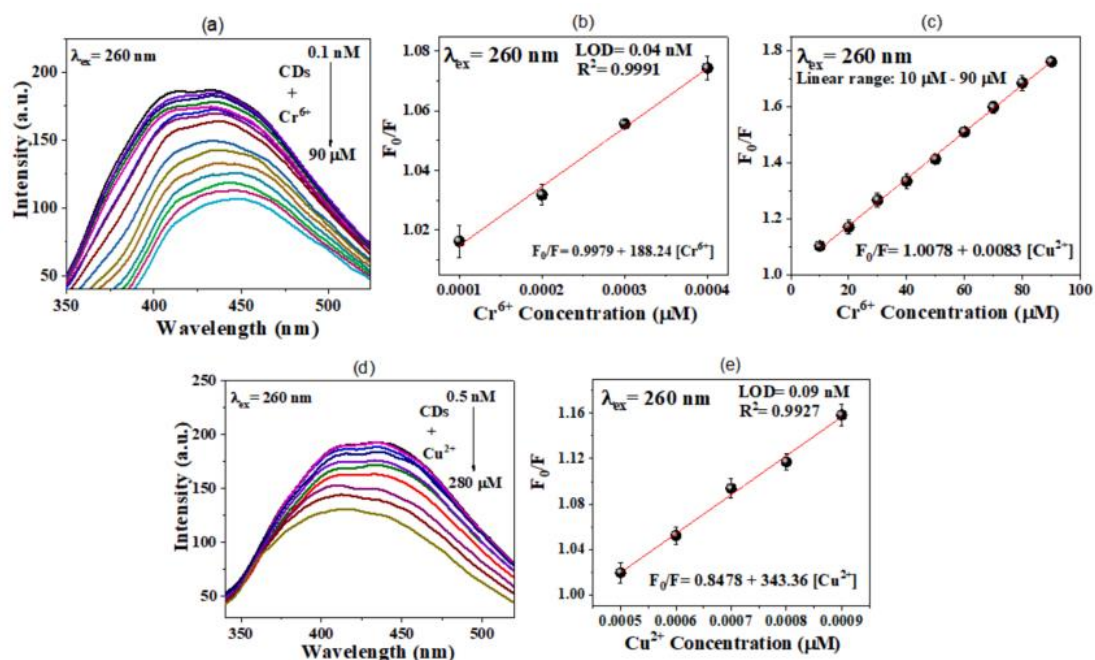 (a)
λex= 260 nm
0.1 nM
CDs
+
Cr6+
90 μM
200
150
100
50
Intensity (a.u.)
350 400 450 500
Wavelength (nm)
(b)
λex= 260 nm
LOD= 0.04 nM
R2= 0.9991
F0/F= 0.9979 + 188.24 [Cr6+]
1.08
1.06
1.04
1.02
F0/F
0.0001 0.0002 0.0003 0.0004
Cr6+ Concentration (μM)
(c)
λex= 260 nm
Linear range: 10 μM - 90 μM
F0/F= 1.0078 + 0.0083 [Cu2+]
1.8
1.6
1.4
1.2
1.0
F0/F
20 40 60 80 100
Cr6+ Concentration (μM)
(d)
λex= 260 nm
0.5 nM
CDs
+
Cu2+
280 μM
250
200
150
100
50
Intensity (a.u.)
350 400 450 500
Wavelength (nm)
(e)
λex= 260 nm
LOD= 0.09 nM
R2= 0.9927
F0/F= 0.8478 + 343.36 [Cu2+]
1.16
1.12
1.08
1.04
1.00
F0/F
0.0005 0.0006 0.0007 0.0008 0.0009
Cu2+ Concentration (μM)